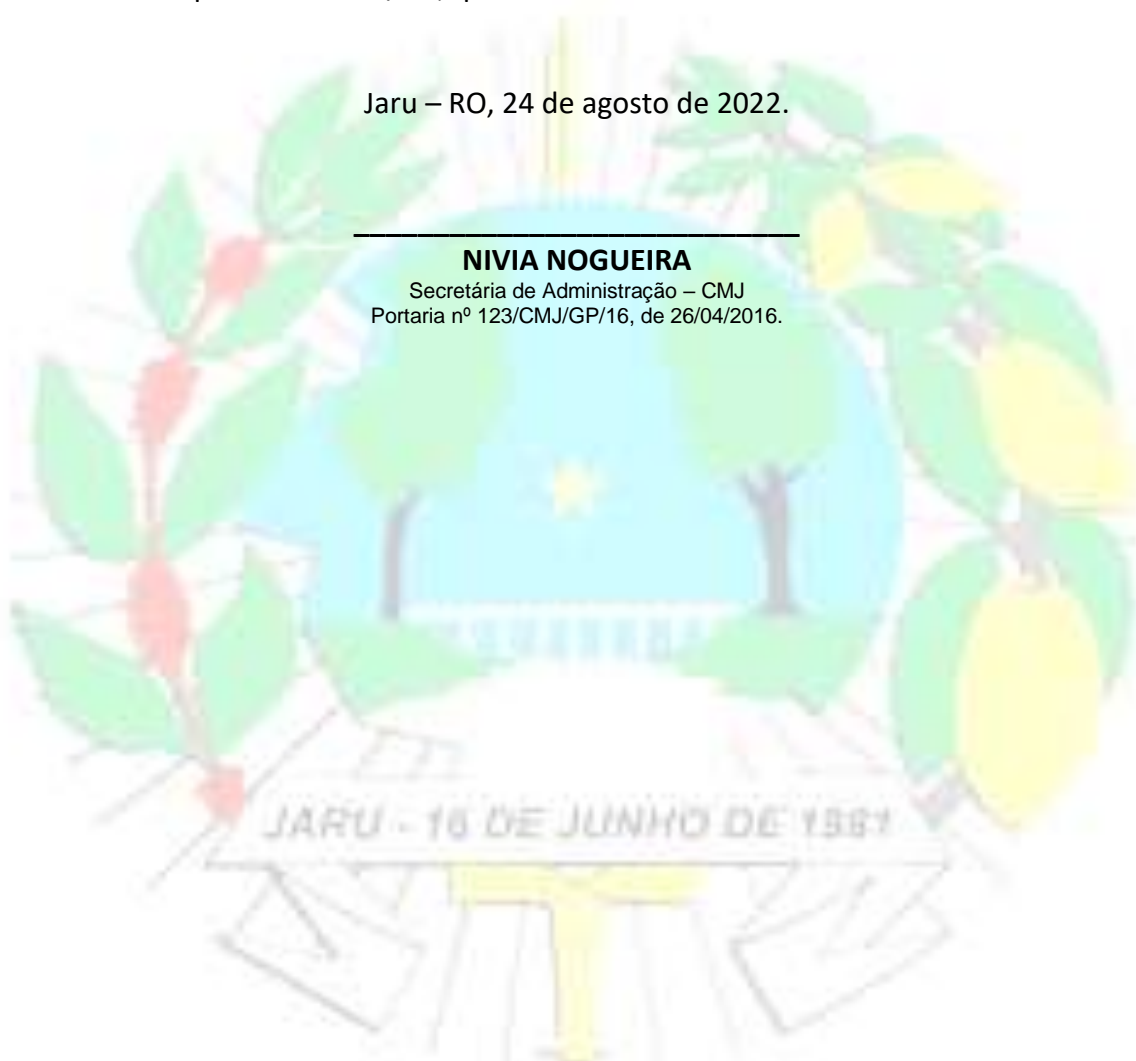 Jaru – RO, 24 de agosto de 2022.
NIVIA NOGUEIRA
Secretária de Administração – CMJ
Portaria nº 123/CMJ/GP/16, de 26/04/2016.
JARU - 16 DE JUNHO DE 1981